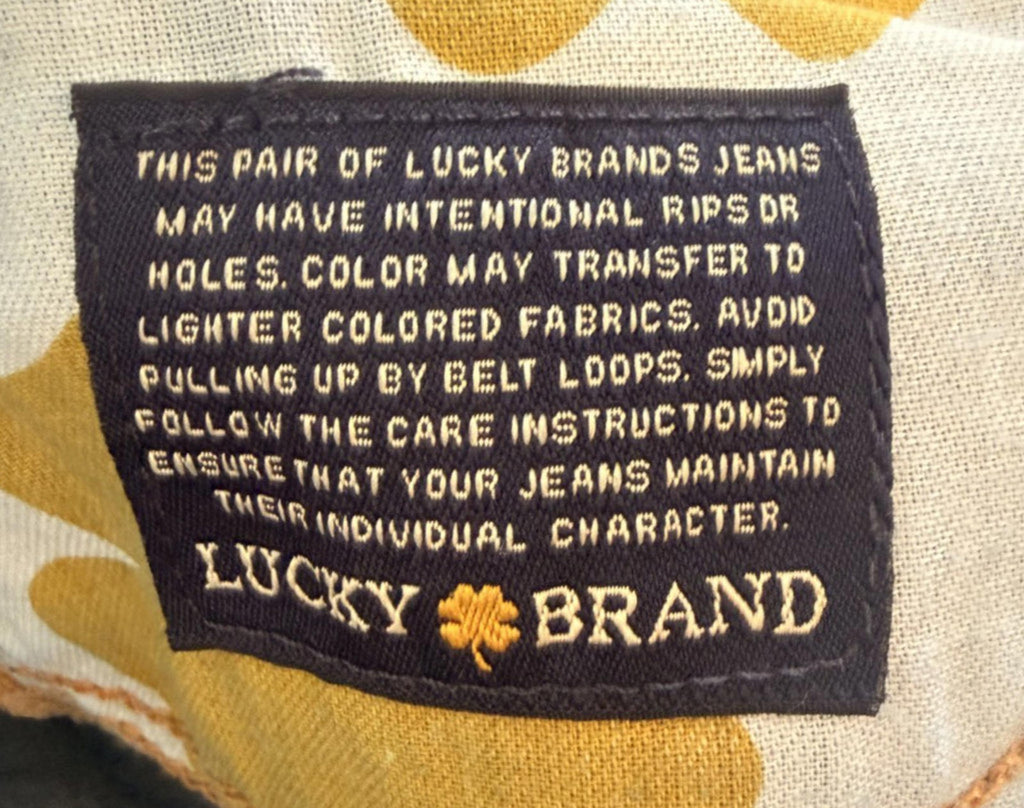 THIS PAIR OF LUCKY BRANDS JEANS
MAY HAVE INTENTIONAL RIPS OR
HOLES. COLOR MAY TRANSFER TO
LIGHTER COLORED FABRICS. AVOID
PULLING UP BY BELT LOOPS. SIMPLY
FOLLOW THE CARE INSTRUCTIONS TO
ENSURE THAT YOUR JEANS MAINTAIN
THEIR INDIVIDUAL CHARACTER.
LUCKY BRAND